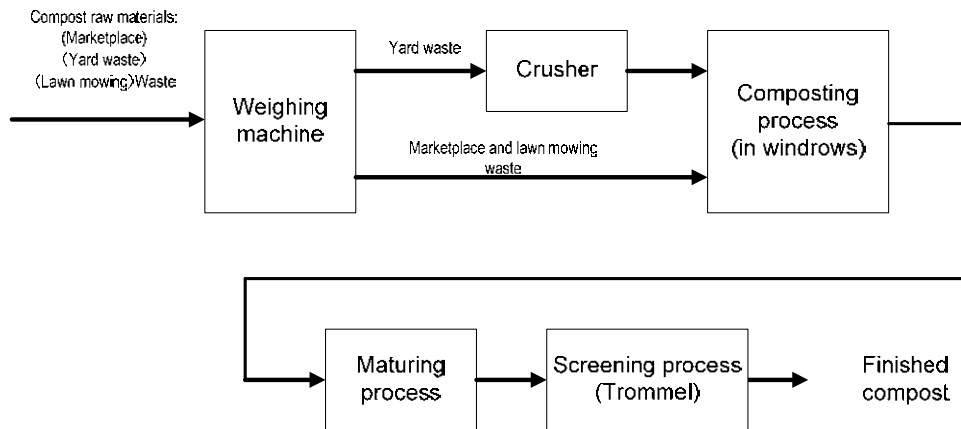 Compost raw materials:
(Marketplace)
(Yard waste)
(Lawn mowing)Waste
Weighing
machine
Yard waste
Crusher
Marketplace and lawn mowing
waste
Composting
process
(in windrows)
Maturing
process
Screening process
(Trommel)
Finished
compost